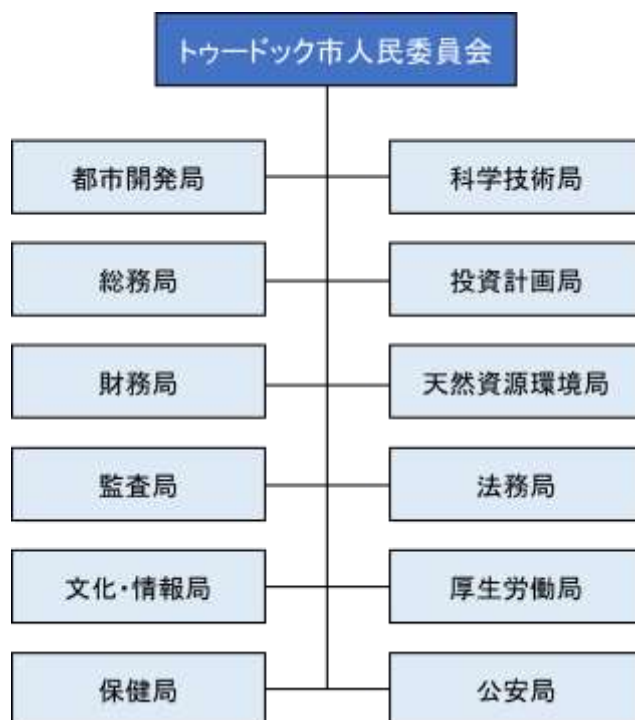 トゥードック市人民委員会
都市開発局
科学技術局
総務局
投資計画局
財務局
天然資源環境局
監査局
法務局
文化・情報局
厚生労働局
保健局
公安局